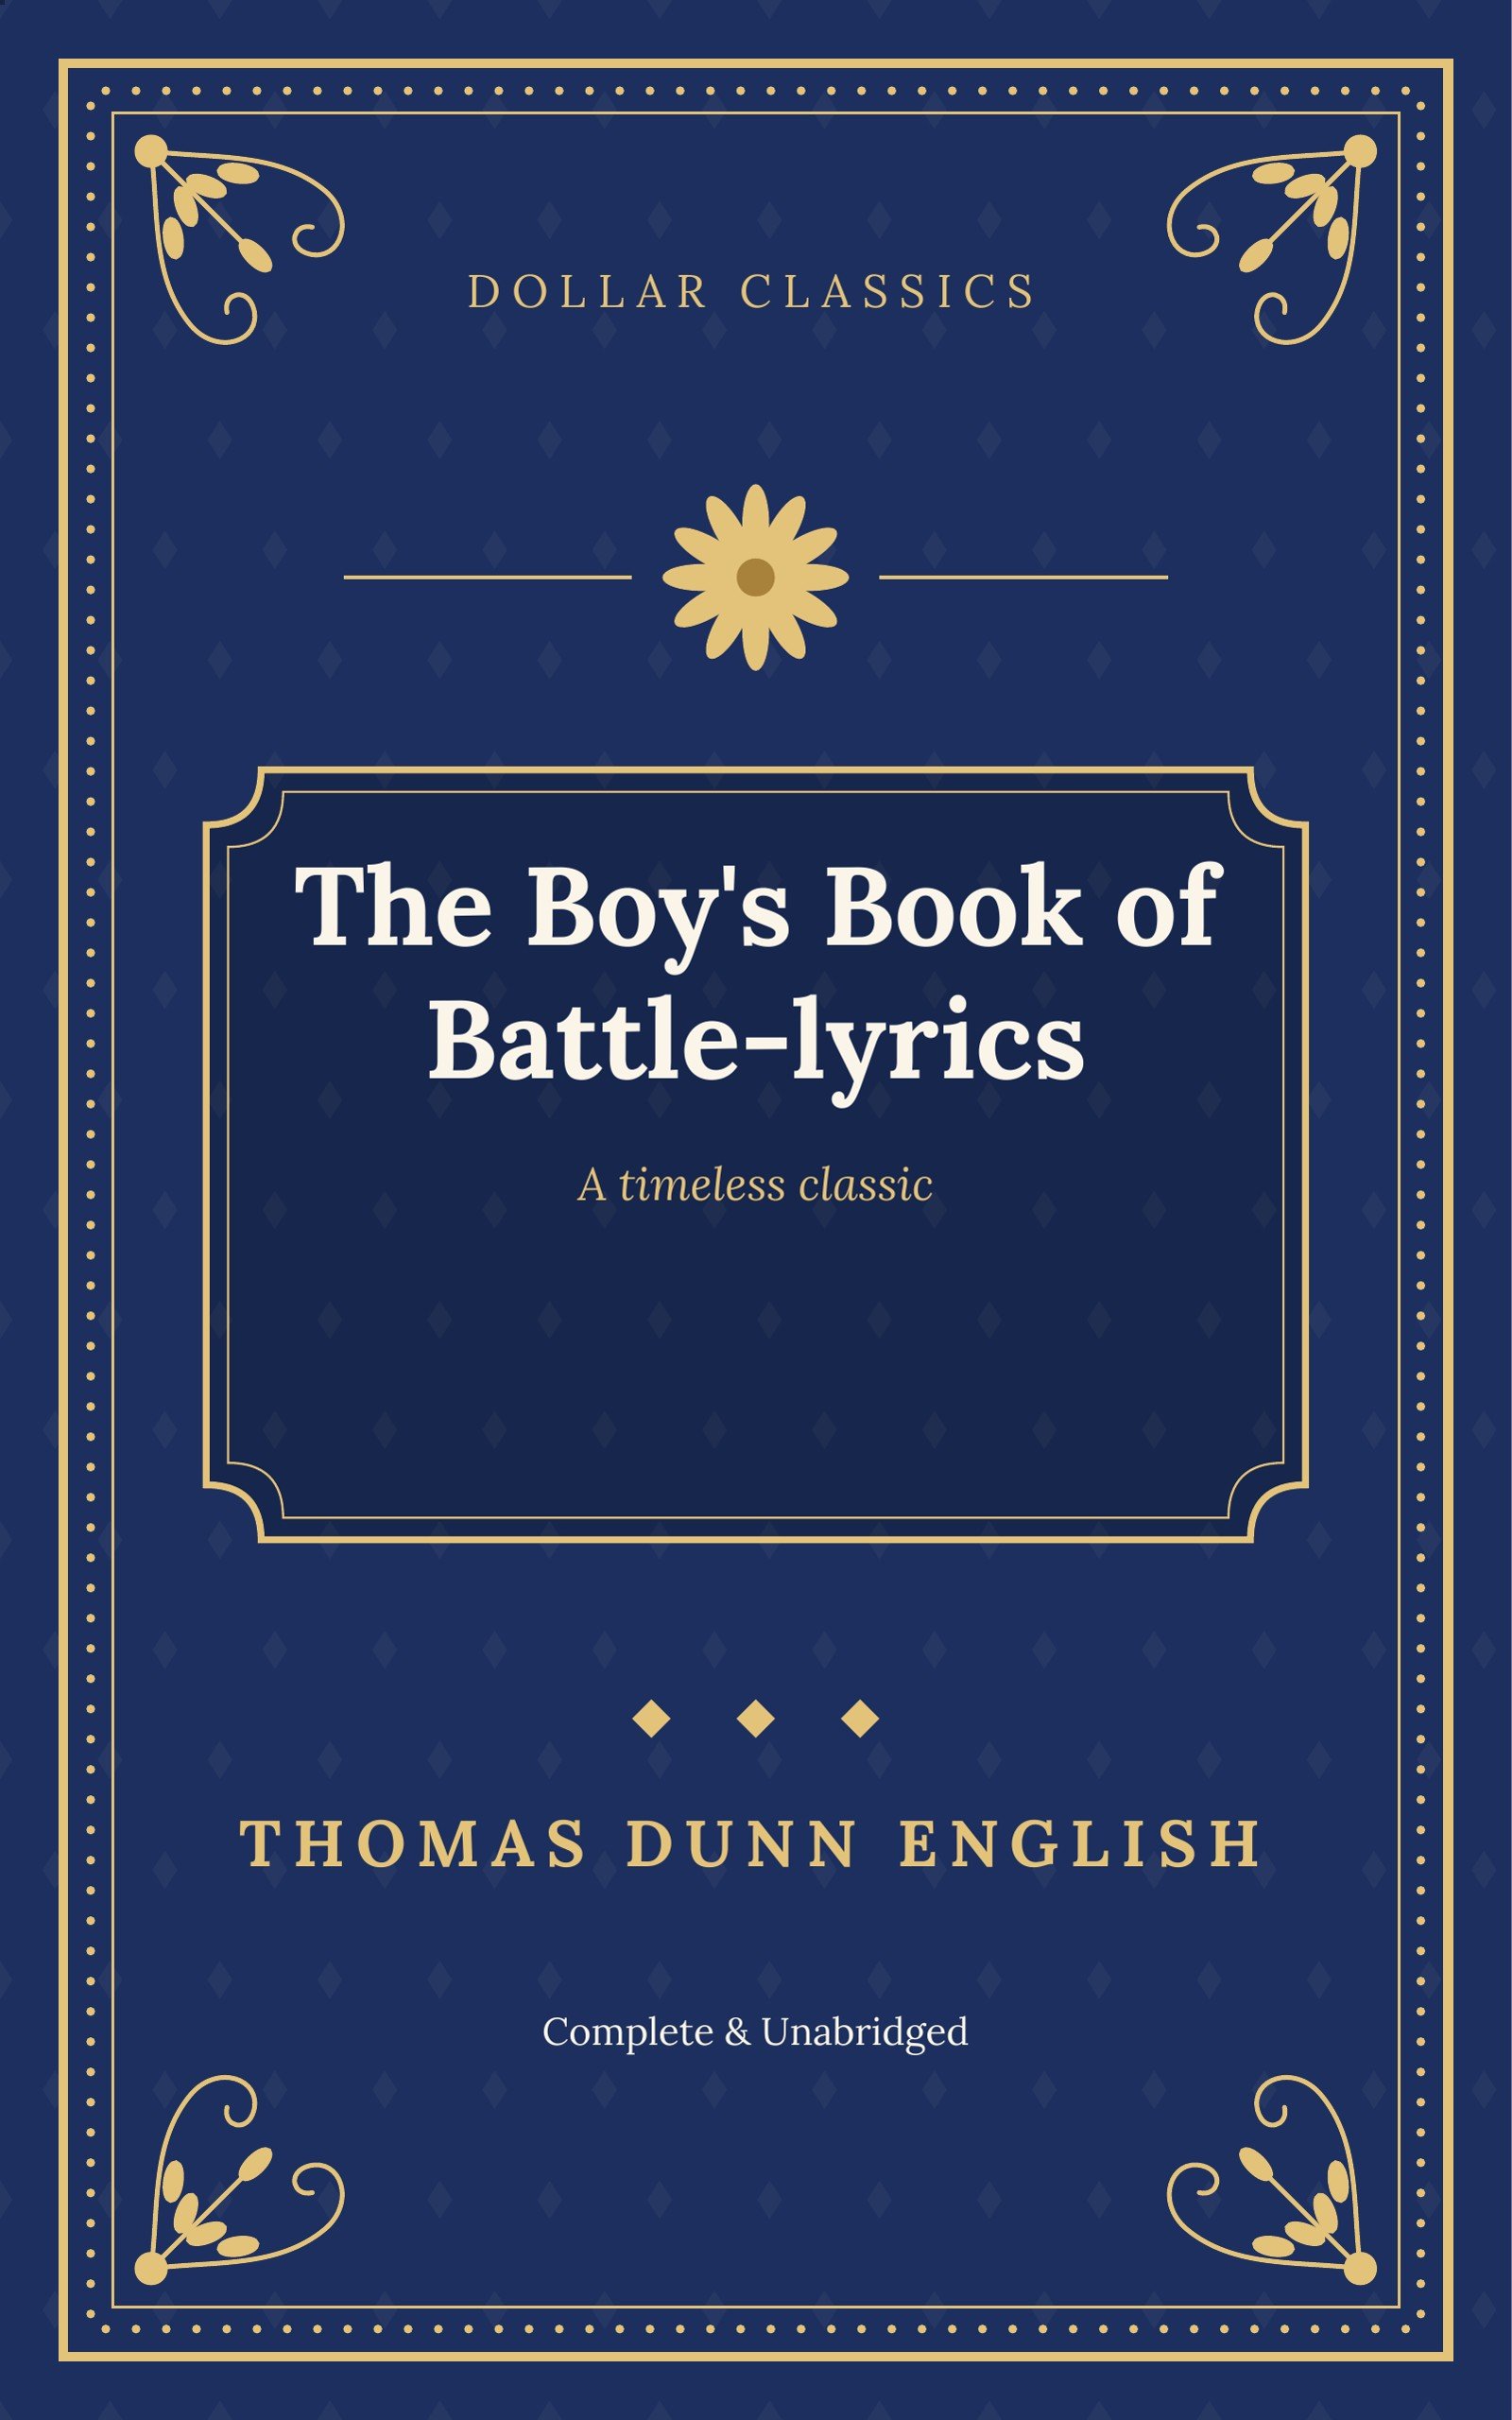 DOLLAR CLASSICS
The Boy's Book of
Battle-lyrics
A timeless classic
THOMAS DUNN ENGLISH
Complete & Unabridged